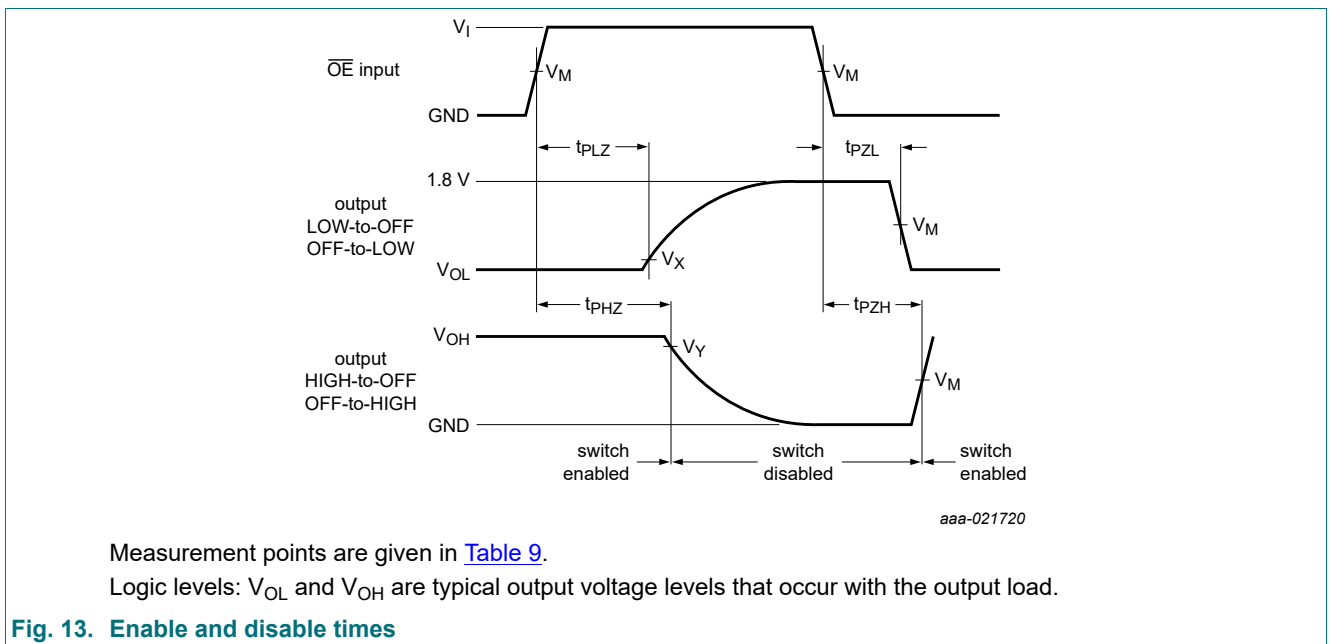 V_I
OE input
V_M
V_M
GND
t_PLZ
t_PZL
1.8 V
output
LOW-to-OFF
OFF-to-LOW
V_M
V_X
V_OL
t_PHZ
t_PZH
V_OH
V_Y
output
HIGH-to-OFF
OFF-to-HIGH
V_M
GND
switch
enabled
switch
disabled
switch
enabled
aaa-021720
Measurement points are given in Table 9.
Logic levels: V_OL and V_OH are typical output voltage levels that occur with the output load.
Fig. 13. Enable and disable times